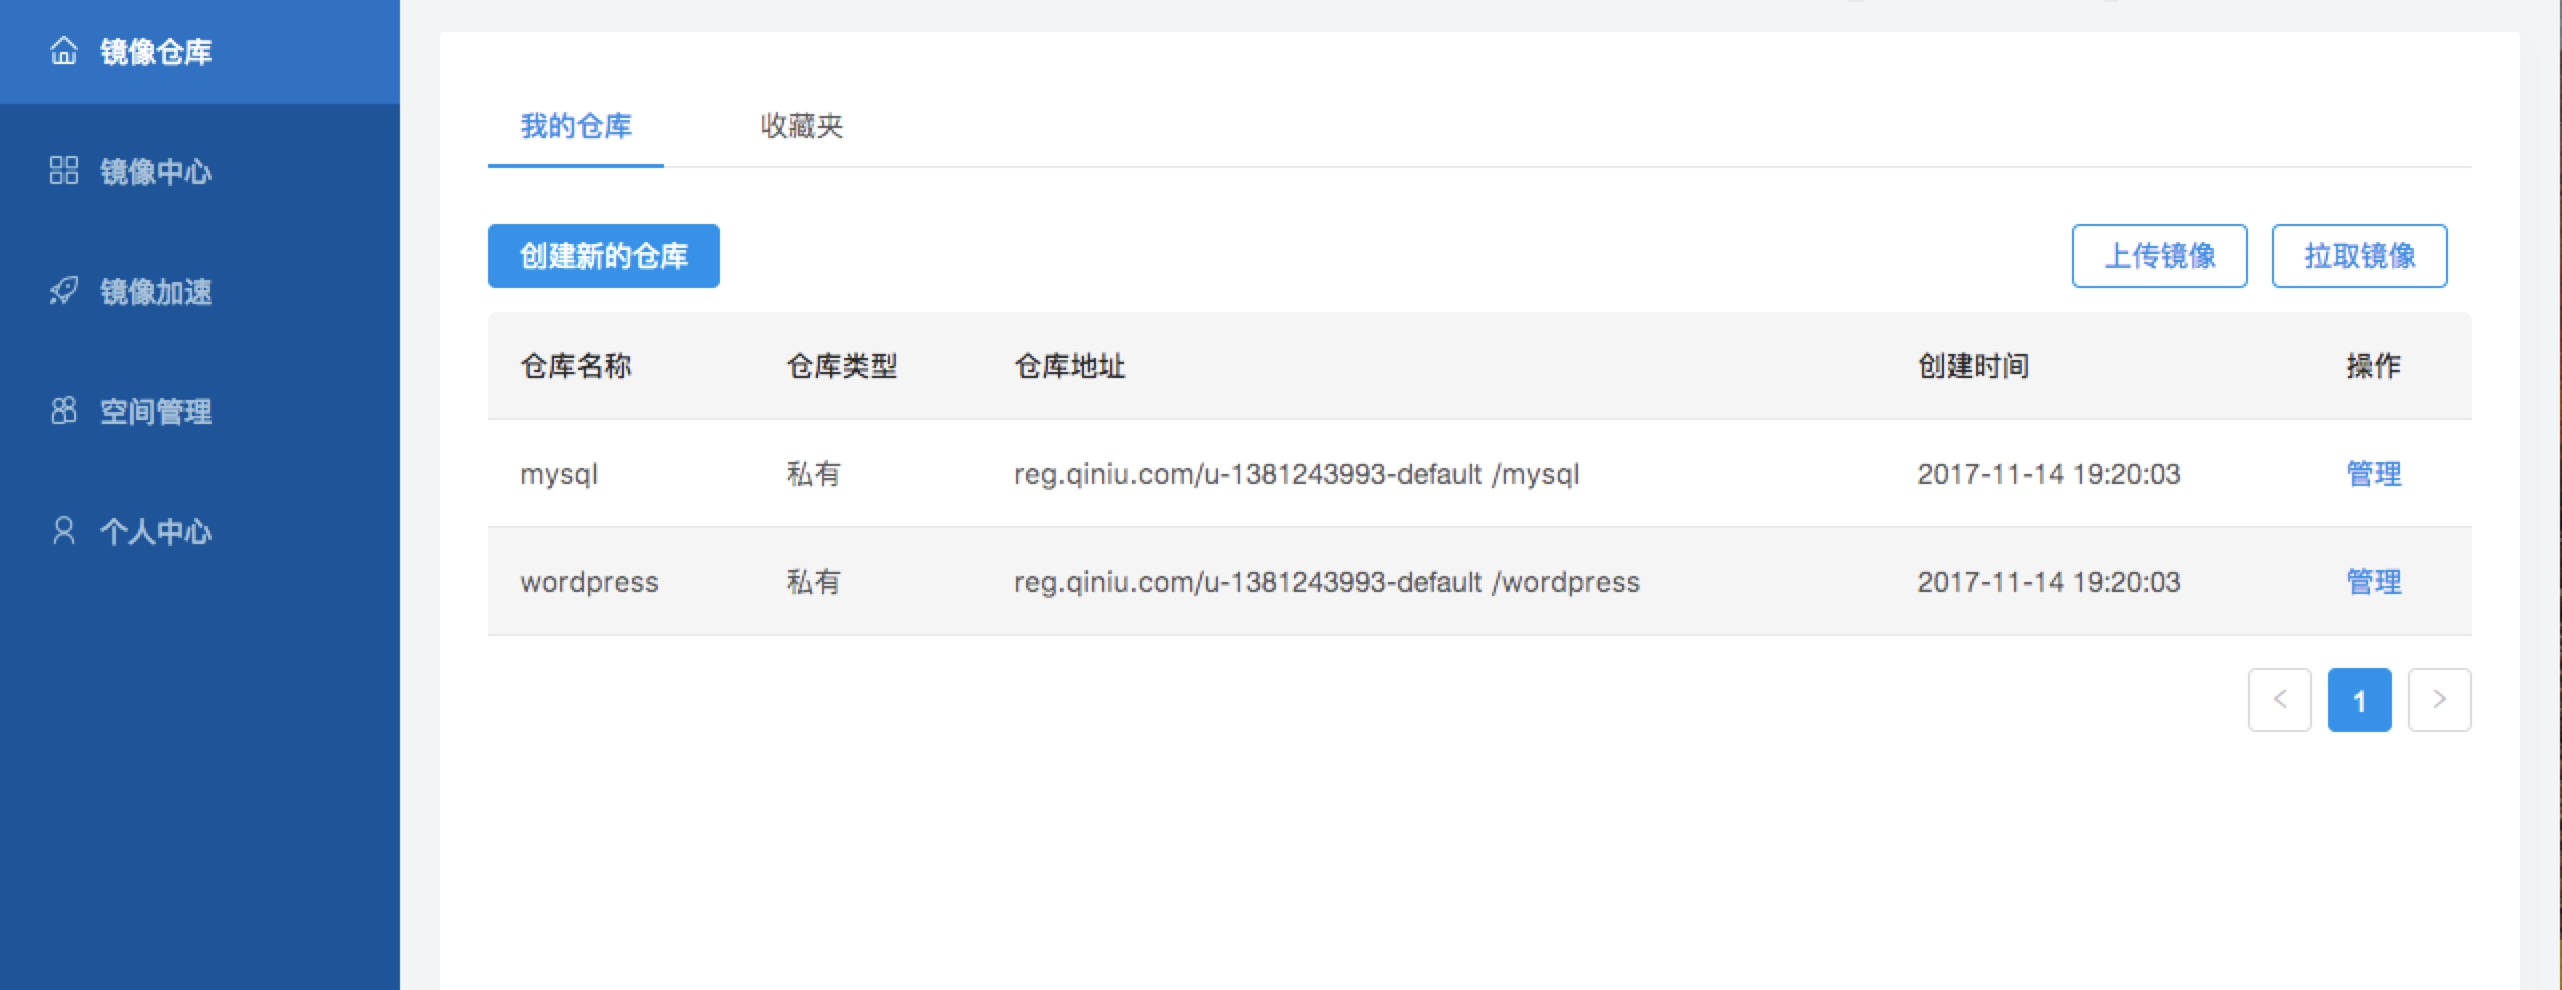 镜像仓库
镜像中心
镜像加速
空间管理
个人中心
我的仓库 收藏夹
创建新的仓库 上传镜像 拉取镜像
仓库名称 仓库类型 仓库地址 创建时间 操作
mysql 私有 reg.qiniu.com/u-1381243993-default /mysql 2017-11-14 19:20:03 管理
wordpress 私有 reg.qiniu.com/u-1381243993-default /wordpress 2017-11-14 19:20:03 管理
< 1 >